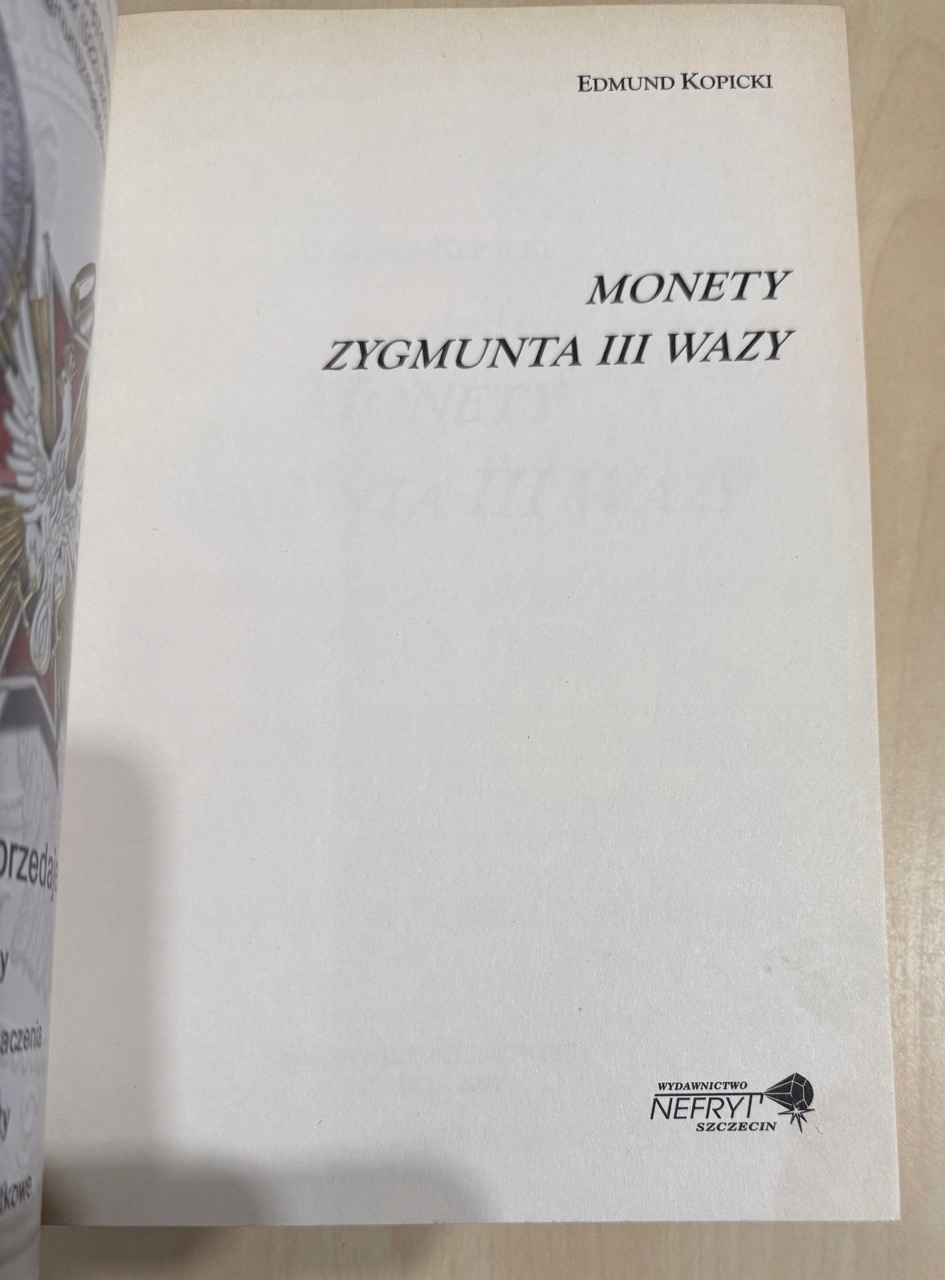 EDMUND KOPICKI
MONETY
ZYGMUNTA III WAZY
WYDAWNICTWO
NEFRYT
SZCZECIN